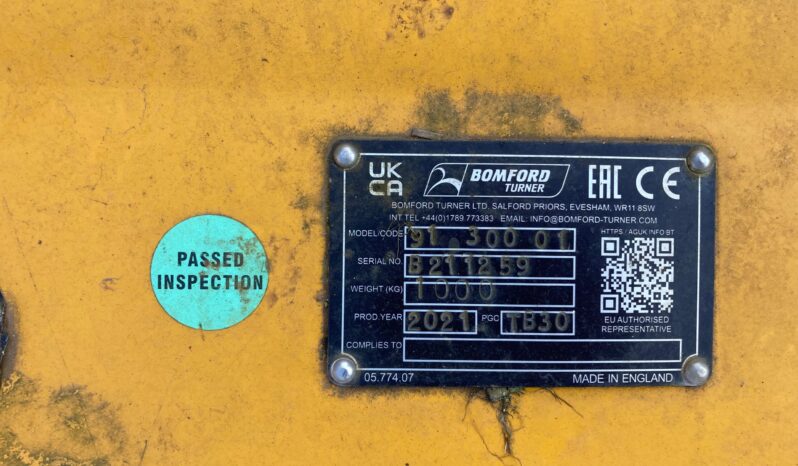 PASSED
INSPECTION
UK
CA
BOMFORD
TURNER
EAC CE
BOMFORD TURNER LTD, SALFORD PRIORS, EVESHAM, WR11 8SW
INT.TEL +44(0)1789 773383 EMAIL: INFO@BOMFORD-TURNER.COM
MODEL/CODE 91 300 01
HTTPS / AGUK.INFO/BT
SERIAL NO. B211259
WEIGHT (KG) 1000
PROD.YEAR 2021 PGC TB30
EU AUTHORISED
REPRESENTATIVE
COMPLIES TO
05.774.07 MADE IN ENGLAND